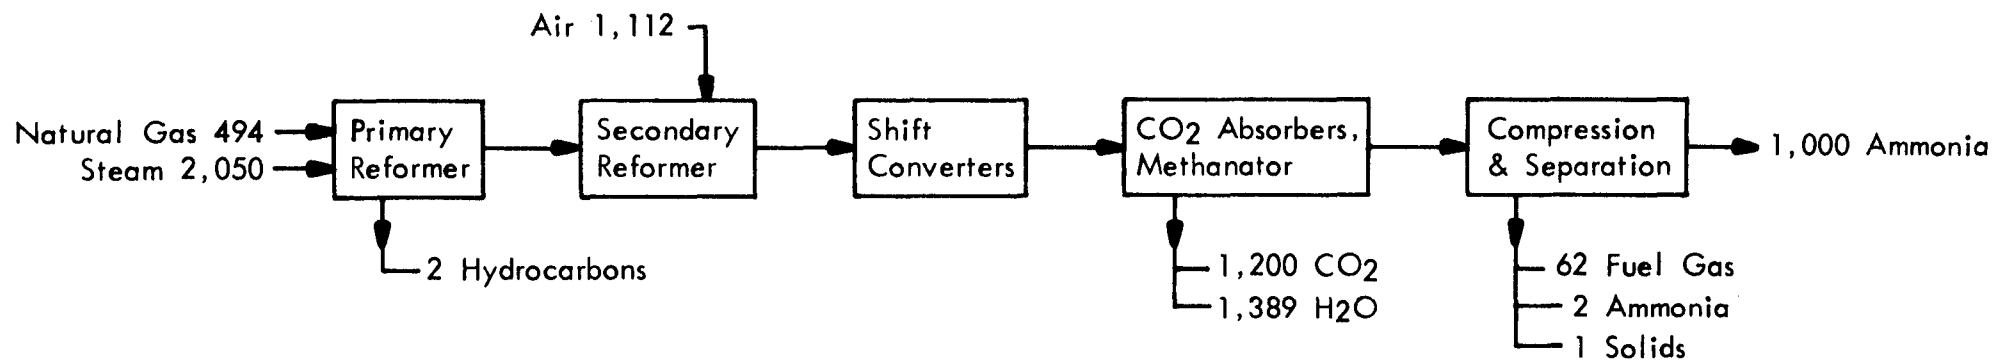 Air 1,112
Natural Gas 494
Steam 2,050
Primary
Reformer
Secondary
Reformer
Shift
Converters
CO2 Absorbers,
Methanator
Compression
& Separation
1,000 Ammonia
2 Hydrocarbons
1,200 CO2
1,389 H2O
62 Fuel Gas
2 Ammonia
1 Solids